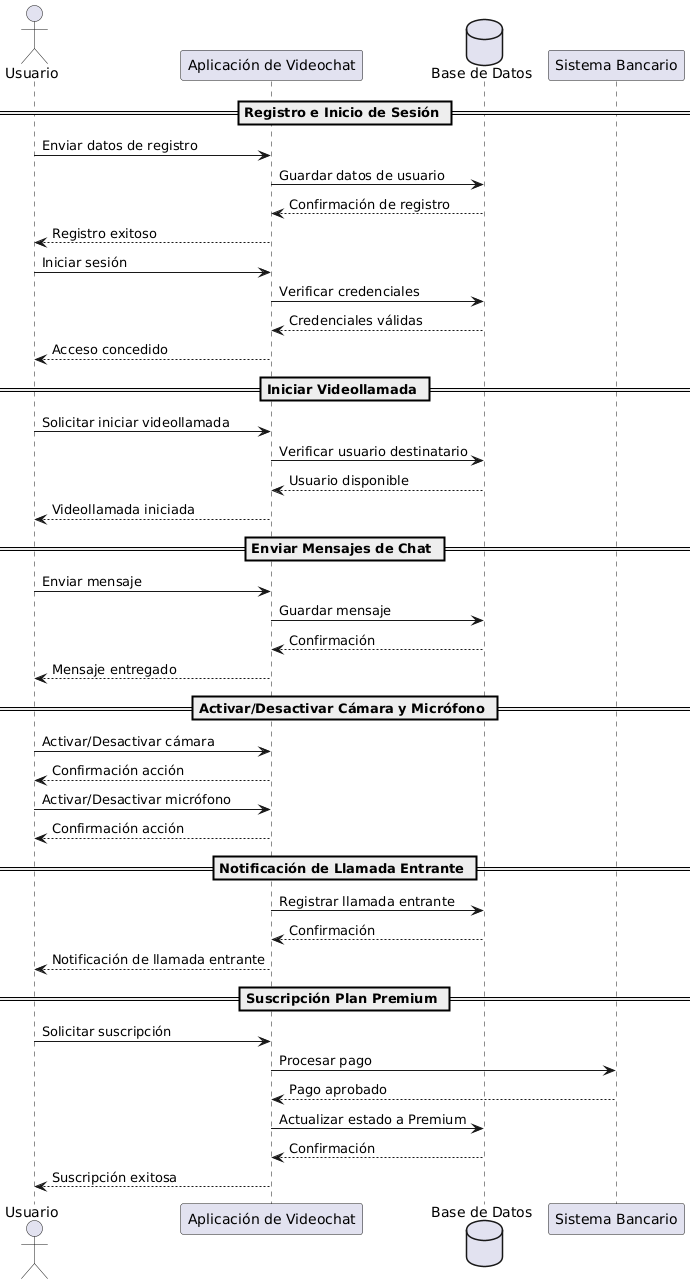 Usuario
Aplicación de Videochat
Base de Datos
Sistema Bancario
Registro e Inicio de Sesión
Enviar datos de registro
Guardar datos de usuario
Confirmación de registro
Registro exitoso
Iniciar sesión
Verificar credenciales
Credenciales válidas
Acceso concedido
Iniciar Videollamada
Solicitar iniciar videollamada
Verificar usuario destinatario
Usuario disponible
Videollamada iniciada
Enviar Mensajes de Chat
Enviar mensaje
Guardar mensaje
Confirmación
Mensaje entregado
Activar/Desactivar Cámara y Micrófono
Activar/Desactivar cámara
Confirmación acción
Activar/Desactivar micrófono
Confirmación acción
Notificación de Llamada Entrante
Registrar llamada entrante
Confirmación
Notificación de llamada entrante
Suscripción Plan Premium
Solicitar suscripción
Procesar pago
Pago aprobado
Actualizar estado a Premium
Confirmación
Suscripción exitosa
Usuario
Aplicación de Videochat
Base de Datos
Sistema Bancario